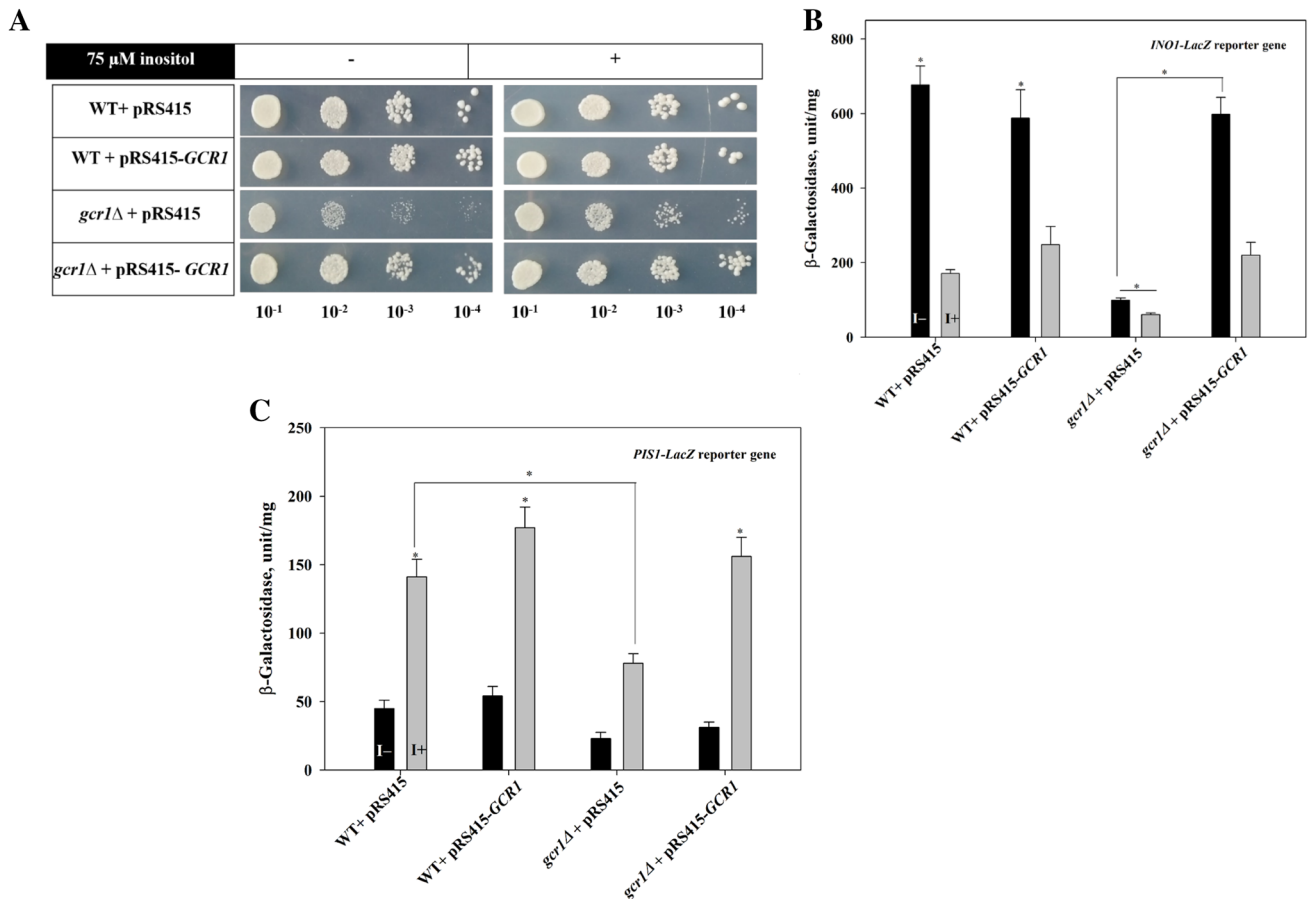 A
75 µM inositol - +
WT+ pRS415
WT + pRS415-GCR1
gcr1Δ + pRS415
gcr1Δ + pRS415- GCR1
10-1 10-2 10-3 10-4 10-1 10-2 10-3 10-4
B
INO1-LacZ reporter gene
β-Galactosidase, unit/mg
800
600
400
200
0
* * * *
I– I+
WT+ pRS415
WT+ pRS415-GCR1
gcr1Δ + pRS415
gcr1Δ + pRS415-GCR1
C
PIS1-LacZ reporter gene
β-Galactosidase, unit/mg
250
200
150
100
50
0
* * * *
I– I+
WT+ pRS415
WT+ pRS415-GCR1
gcr1Δ + pRS415
gcr1Δ + pRS415-GCR1